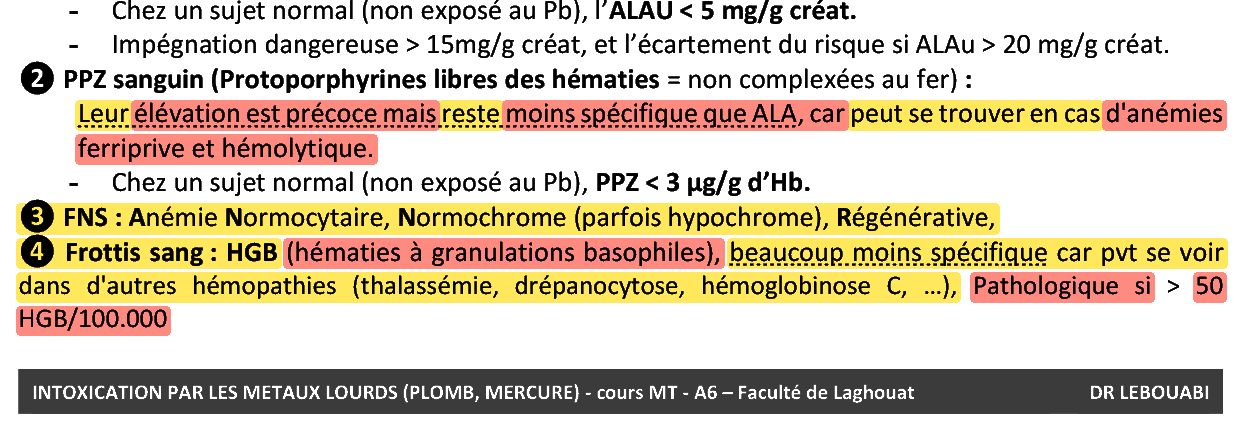 - Chez un sujet normal (non exposé au Pb), l'ALAU < 5 mg/g créat.
- Impégnation dangereuse > 15mg/g créat, et l'écartement du risque si ALAu > 20 mg/g créat.
❷ PPZ sanguin (Protoporphyrines libres des hématies = non complexées au fer) :
Leur élévation est précoce mais reste moins spécifique que ALA, car peut se trouver en cas d'anémies
ferriprive et hémolytique.
- Chez un sujet normal (non exposé au Pb), PPZ < 3 µg/g d'Hb.
❸ FNS : Anémie Normocytaire, Normochrome (parfois hypochrome), Régénérative,
❹ Frottis sang : HGB (hématies à granulations basophiles), beaucoup moins spécifique car pvt se voir
dans d'autres hémopathies (thalassémie, drépanocytose, hémoglobinose C, ...), Pathologique si > 50
HGB/100.000
INTOXICATION PAR LES METAUX LOURDS (PLOMB, MERCURE) - cours MT - A6 – Faculté de Laghouat DR LEBOUABI